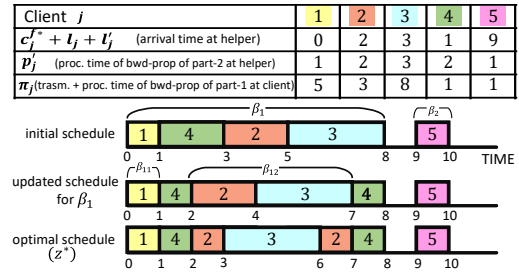 Client j 1 2 3 4 5
c_j^{f*} + l_j + l'_j (arrival time at helper) 0 2 3 1 9
p'_j (proc. time of bwd-prop of part-2 at helper) 1 2 3 2 1
π_j (trasm. + proc. time of bwd-prop of part-1 at client) 5 3 8 1 1
β_1 β_2
initial schedule 1 4 2 3 5
0 1 3 5 8 9 10 TIME
β_11 β_12
updated schedule
for β_1 1 4 2 3 4 5
0 1 2 4 7 8 9 10
optimal schedule
(z*) 1 4 2 3 2 4 5
0 1 2 3 6 7 8 9 10